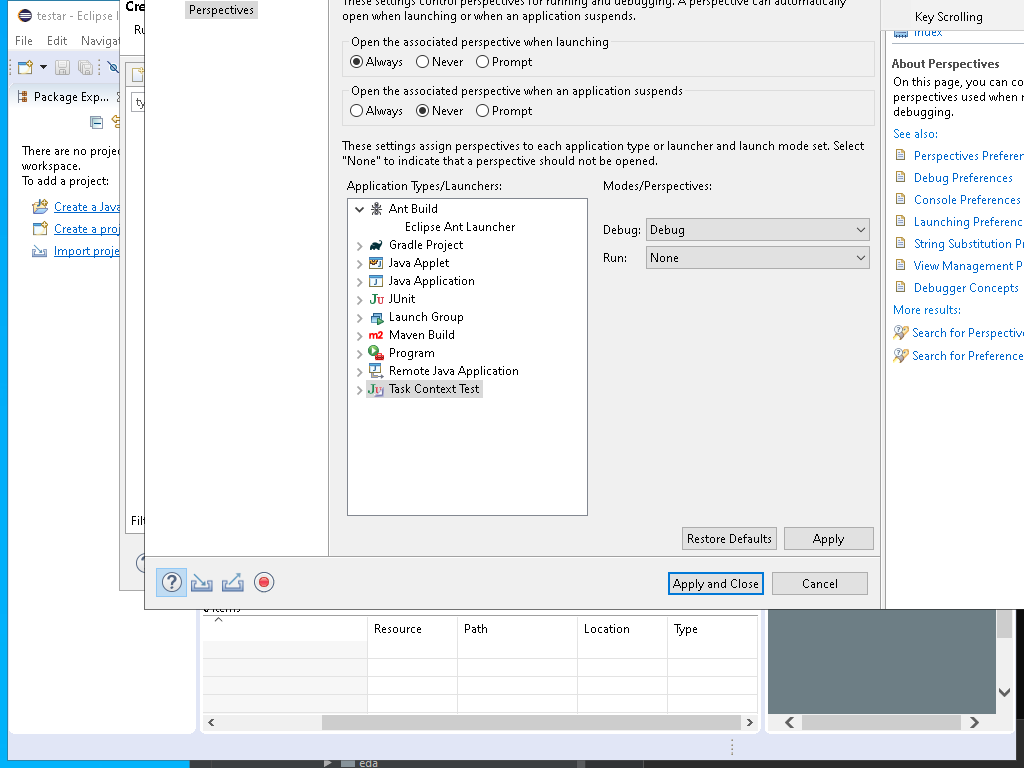 testar - Eclipse I
File Edit Navigat
Package Exp...
There are no proje
workspace.
To add a project:
Create a Java
Create a proj
Import proje
Cre
Ru
ty
Filt
Perspectives
These settings control perspectives for running and debugging. A perspective can automatically
open when launching or when an application suspends.
Open the associated perspective when launching
Always Never Prompt
Open the associated perspective when an application suspends
Always Never Prompt
These settings assign perspectives to each application type or launcher and launch mode set. Select
"None" to indicate that a perspective should not be opened.
Application Types/Launchers:
Modes/Perspectives:
Ant Build
Eclipse Ant Launcher
Gradle Project
Java Applet
Java Application
JUnit
Launch Group
m2 Maven Build
Program
Remote Java Application
Task Context Test
Debug: Debug
Run: None
Restore Defaults
Apply
Apply and Close
Cancel
Key Scrolling
Index
About Perspectives
On this page, you can co
perspectives used when r
debugging.
See also:
Perspectives Preferen
Debug Preferences
Console Preferences
Launching Preferenc
String Substitution Pr
View Management P
Debugger Concepts
More results:
Search for Perspective
Search for Preference
items
Resource Path Location Type
eda